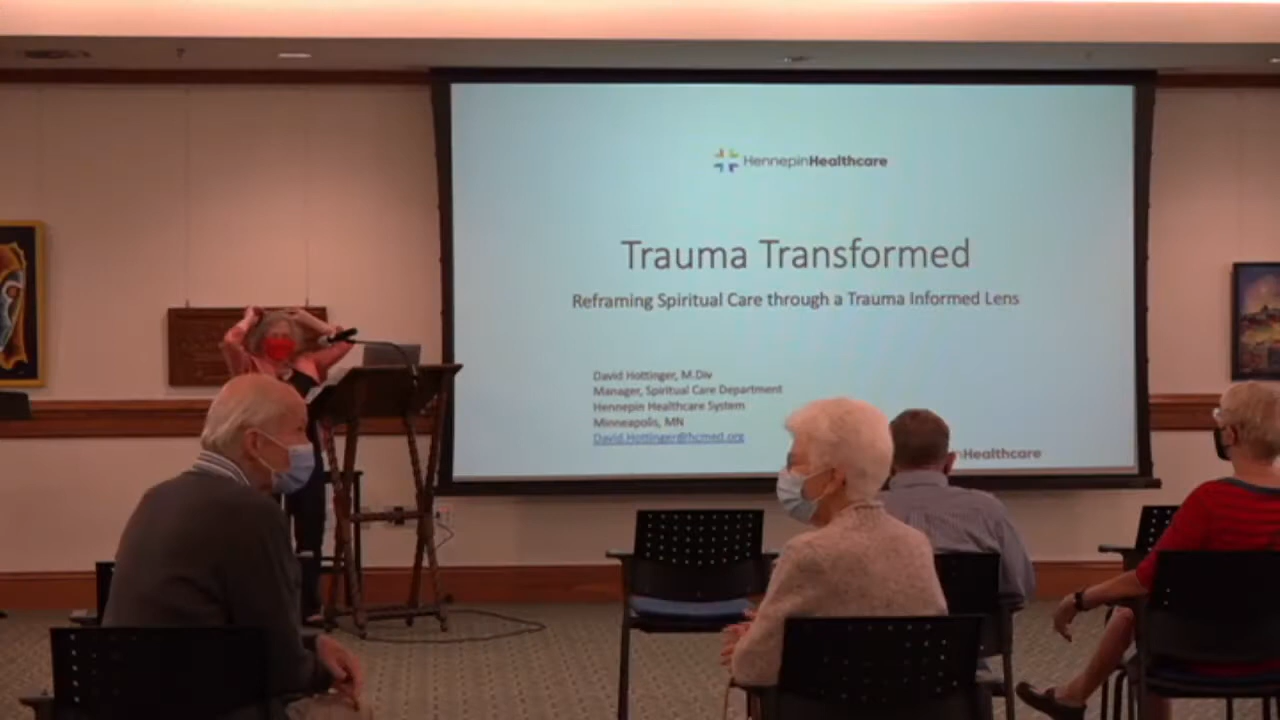 HennepinHealthcare
Trauma Transformed
Reframing Spiritual Care through a Trauma Informed Lens
David Hottinger, M.Div
Manager, Spiritual Care Department
Hennepin Healthcare System
Minneapolis, MN
David.Hottinger@hcmed.org
nHealthcare